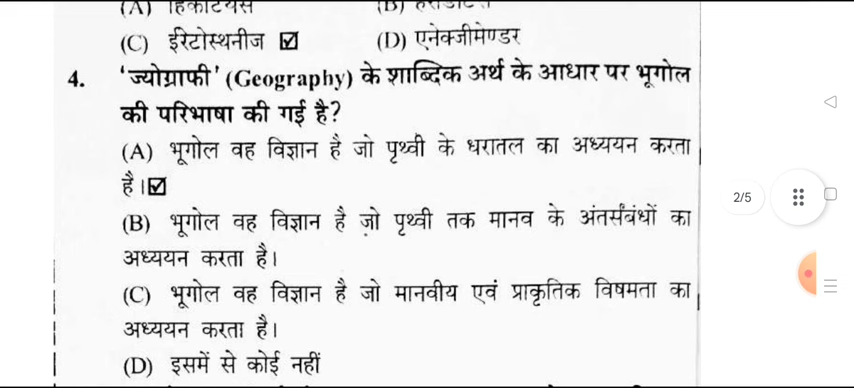 (A) हिकेटियस
(C) ईरेटोस्थनीज ☑ (D) एनेक्जीमेण्डर
4. 'ज्योग्राफी' (Geography) के शाब्दिक अर्थ के आधार पर भूगोल
की परिभाषा की गई है?
(A) भूगोल वह विज्ञान है जो पृथ्वी के धरातल का अध्ययन करता
है।☑
(B) भूगोल वह विज्ञान है जो पृथ्वी तक मानव के अंतर्संबंधों का
अध्ययन करता है।
(C) भूगोल वह विज्ञान है जो मानवीय एवं प्राकृतिक विषमता का
अध्ययन करता है।
(D) इसमें से कोई नहीं
2/5